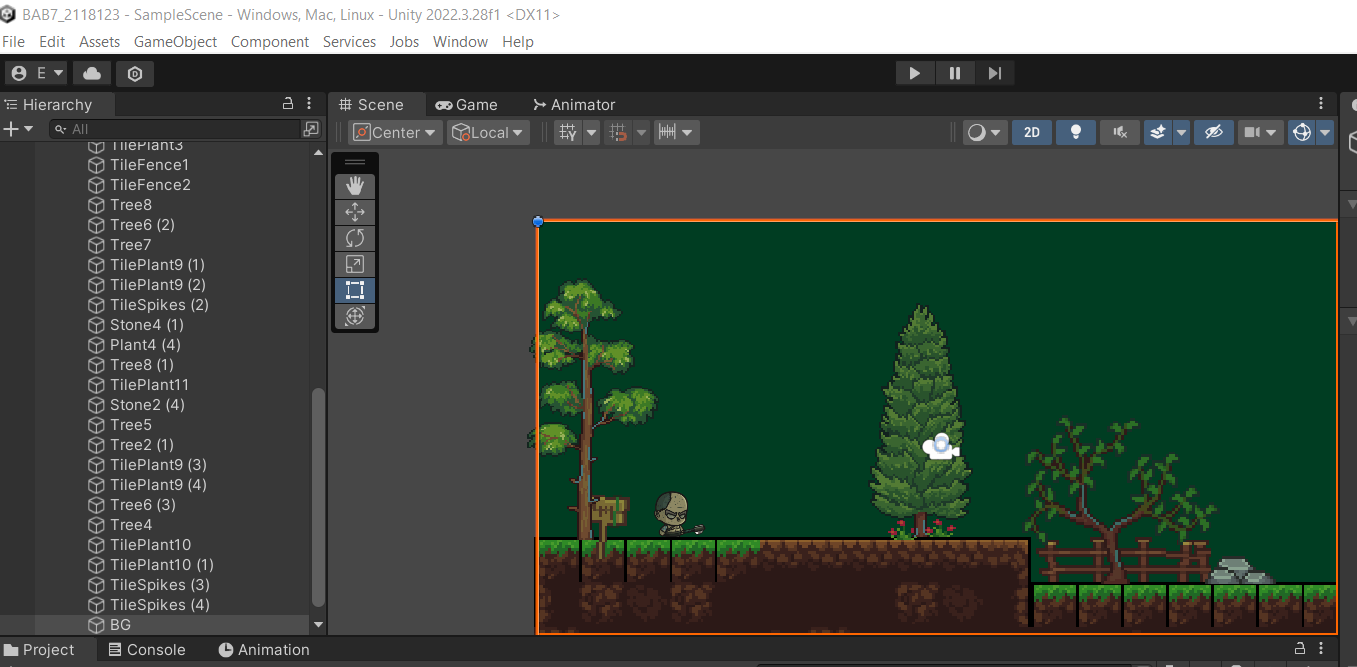 BAB7_2118123 - SampleScene - Windows, Mac, Linux - Unity 2022.3.28f1 <DX11>
File Edit Assets GameObject Component Services Jobs Window Help
E
Hierarchy
Scene Game Animator
All
Center Local 2D
TilePlant3
TileFence1
TileFence2
Tree8
Tree6 (2)
Tree7
TilePlant9 (1)
TilePlant9 (2)
TileSpikes (2)
Stone4 (1)
Plant4 (4)
Tree8 (1)
TilePlant11
Stone2 (4)
Tree5
Tree2 (1)
TilePlant9 (3)
TilePlant9 (4)
Tree6 (3)
Tree4
TilePlant10
TilePlant10 (1)
TileSpikes (3)
TileSpikes (4)
BG
Project Console Animation